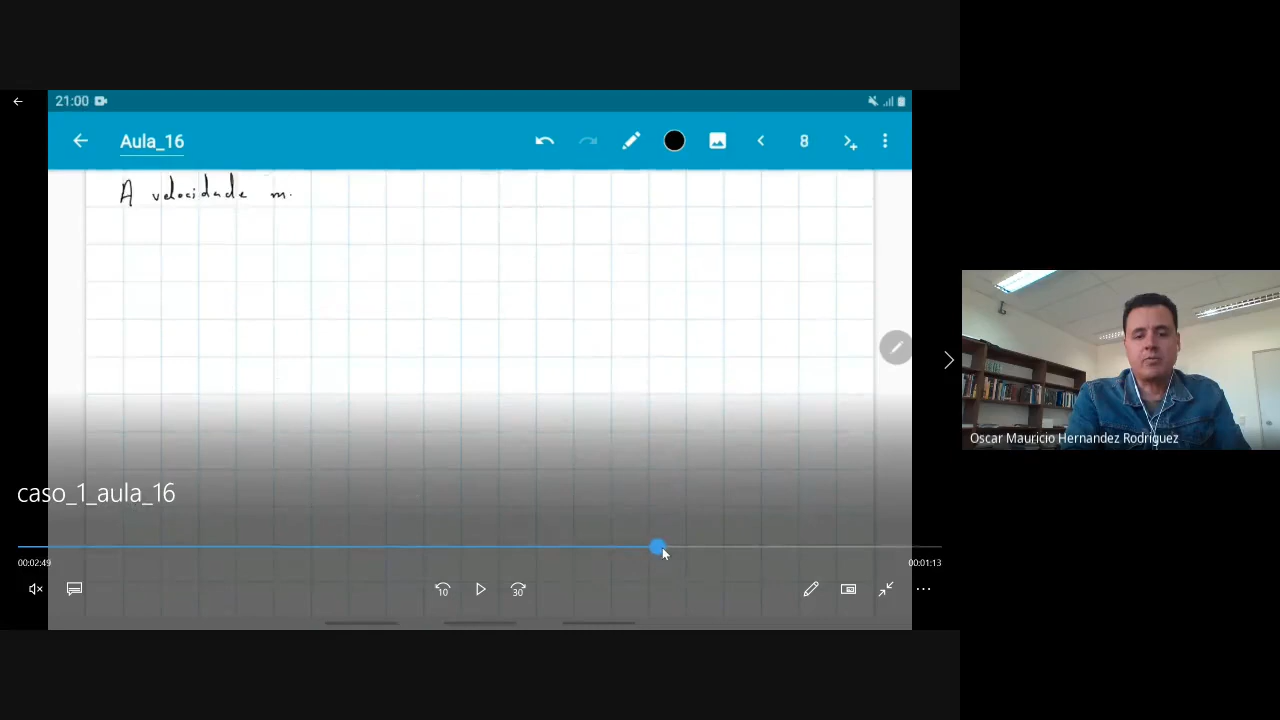 21:00
Aula_16
8
A velocidade m.
caso_1_aula_16
00:02:49
00:01:13
10
30
Oscar Mauricio Hernandez Rodriguez